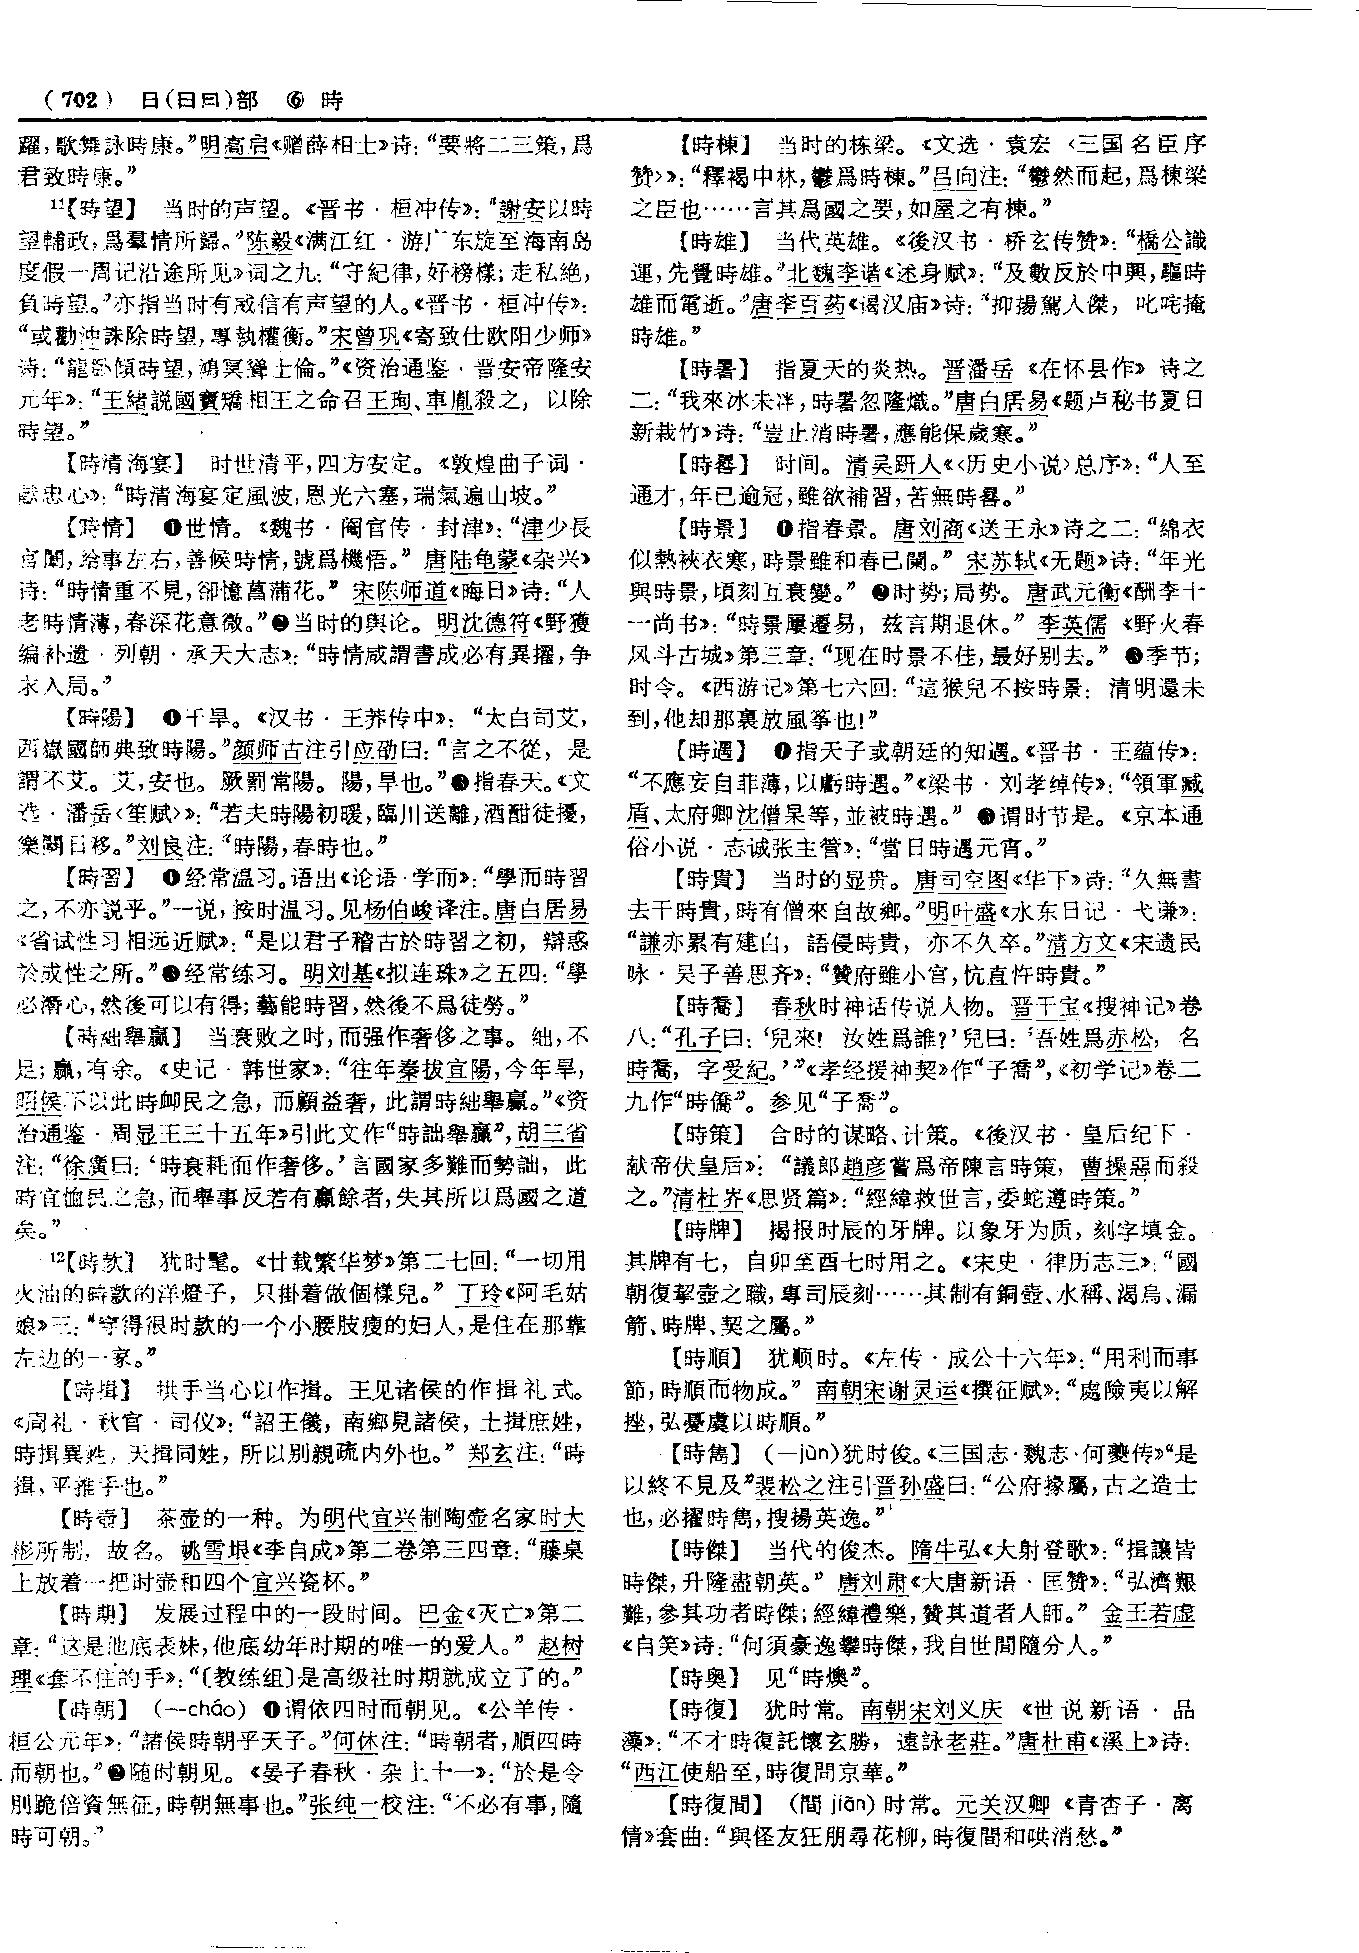 (702) 日(日曰)部 ⑥ 時
躍,歌舞詠時康。”明高启《赠薛相士》诗:“要將二三策,爲
君致時康。”
11【時望】 当时的声望。《晋书·桓冲传》:“謝安以時
望輔政,爲羣情所歸。”陈毅《满江红·游广东旋至海南岛
度假一周记沿途所见》词之九:“守紀律,好榜樣;走私絶,
負時望。”亦指当时有威信有声望的人。《晋书·桓冲传》:
“或勸沖誅除時望,專執權衡。”宋曾巩《寄致仕欧阳少师》
诗:“龍卧傾時望,鴻冥聳士倫。”《资治通鉴·晋安帝隆安
元年》:“王緒説國寶矯相王之命召王珣、車胤殺之,以除
時望。”
【時清海宴】 时世清平,四方安定。《敦煌曲子词·
獻忠心》:“時清海宴定風波,恩光六塞,瑞氣遍山坡。”
【時情】 ❶世情。《魏书·阉官传·封津》:“津少長
宫闈,给事左右,善候時情,號爲機悟。” 唐陆龟蒙《杂兴》
诗:“時情重不見,卻憶菖蒲花。” 宋陈师道《晦日》诗:“人
老時情薄,春深花意微。”❷当时的舆论。明沈德符《野獲
编补遗·列朝·承天大志》:“時情咸謂書成必有異擢,争
求入局。”
【時陽】 ❶干旱。《汉书·王莽传中》:“太白司艾,
西嶽國師典致時陽。”颜师古注引应劭曰:“言之不從,是
謂不艾。艾,安也。厥罰常陽。陽,旱也。”❷指春天。《文
选·潘岳〈笙赋〉》:“若夫時陽初暖,臨川送離,酒酣徒擾,
樂闋日移。”刘良注:“時陽,春時也。”
【時習】 ❶经常温习。语出《论语·学而》:“學而時習
之,不亦説乎。”一说,按时温习。见杨伯峻译注。唐白居易
《省试性习相远近赋》:“是以君子稽古於時習之初,辯惑
於成性之所。”❷经常练习。明刘基《拟连珠》之五四:“學
必潛心,然後可以有得;藝能時習,然後不爲徒勞。”
【時絀舉贏】 当衰败之时,而强作奢侈之事。绌,不
足;贏,有余。《史记·韩世家》:“往年秦拔宜陽,今年旱,
昭侯不以此時卹民之急,而顧益奢,此謂時絀舉贏。”《资
治通鉴·周显王三十五年》引此文作“時詘舉贏”,胡三省
注:“徐廣曰:‘時衰耗而作奢侈。’言國家多難而勢詘,此
時宜恤民之急,而舉事反若有贏餘者,失其所以爲國之道
矣。”
12【時款】 犹时髦。《廿载繁华梦》第二七回:“一切用
火油的時款的洋燈子,只掛着做個樣兒。” 丁玲《阿毛姑
娘》三:“穿得很时款的一个小腰肢瘦的妇人,是住在那靠
左边的一家。”
【時揖】 拱手当心以作揖。王见诸侯的作揖礼式。
《周礼·秋官·司仪》:“詔王儀,南鄉見諸侯,土揖庶姓,
時揖異姓,天揖同姓,所以别親疏内外也。” 郑玄注:“時
揖,平推手也。”
【時壺】 茶壶的一种。为明代宜兴制陶壶名家时大
彬所制,故名。姚雪垠《李自成》第二卷第三四章:“藤桌
上放着一把时壶和四个宜兴瓷杯。”
【時期】 发展过程中的一段时间。巴金《灭亡》第二
章:“这是他底表妹,他底幼年时期的唯一的爱人。” 赵树
理《套不住的手》:“〔教练组〕是高级社时期就成立了的。”
【時朝】 (—cháo) ❶谓依四时而朝见。《公羊传·
桓公元年》:“諸侯時朝乎天子。”何休注:“時朝者,順四時
而朝也。”❷随时朝见。《晏子春秋·杂上十一》:“於是令
刖跪倍資無征,時朝無事也。”张纯一校注:“不必有事,隨
時可朝。”
【時棟】 当时的栋梁。《文选·袁宏〈三国名臣序
赞〉》:“釋褐中林,鬱爲時棟。”吕向注:“鬱然而起,爲棟梁
之臣也……言其爲國之要,如屋之有棟。”
【時雄】 当代英雄。《後汉书·桥玄传赞》:“橋公識
運,先覺時雄。”北魏李谐《述身赋》:“及數反於中興,驅時
雄而電逝。”唐李百药《谒汉庙》诗:“抑揚駕人傑,叱咤掩
時雄。”
【時暑】 指夏天的炎热。晋潘岳《在怀县作》诗之
二:“我來冰未泮,時暑忽隆熾。”唐白居易《题卢秘书夏日
新栽竹》诗:“豈止消時暑,應能保歲寒。”
【時晷】 时间。清吴趼人《〈历史小说〉总序》:“人至
通才,年已逾冠,雖欲補習,苦無時晷。”
【時景】 ❶指春景。唐刘商《送王永》诗之二:“綿衣
似熱裌衣寒,時景雖和春已闌。” 宋苏轼《无题》诗:“年光
與時景,頃刻互衰變。” ❷时势;局势。唐武元衡《酬李十
一尚书》:“時景屢遷易,兹言期退休。” 李英儒《野火春
风斗古城》第三章:“现在时景不佳,最好别去。” ❸季节;
时令。《西游记》第七六回:“這猴兒不按時景:清明還未
到,他却那裏放風筝也!”
【時遇】 ❶指天子或朝廷的知遇。《晋书·王蕴传》:
“不應妄自菲薄,以虧時遇。”《梁书·刘孝绰传》:“領軍臧
盾、太府卿沈僧杲等,並被時遇。” ❷谓时节是。《京本通
俗小说·志诚张主管》:“當日時遇元宵。”
【時貴】 当时的显贵。唐司空图《华下》诗:“久無書
去干時貴,時有僧來自故鄉。”明叶盛《水东日记·弋谦》:
“謙亦累有建白,語侵時貴,亦不久卒。”清方文《宋遗民
咏·吴子善思齐》:“贊府雖小官,忼直忤時貴。”
【時喬】 春秋时神话传说人物。晋干宝《搜神记》卷
八:“孔子曰:‘兒來!汝姓爲誰?’兒曰:‘吾姓爲赤松,名
時喬,字受紀。’”《孝经援神契》作“子喬”,《初学记》卷二
九作“時僑”。参见“子喬”。
【時策】 合时的谋略、计策。《後汉书·皇后纪下·
献帝伏皇后》:“議郎趙彦嘗爲帝陳言時策,曹操惡而殺
之。”清杜岕《思贤篇》:“經緯救世言,委蛇遵時策。”
【時牌】 揭报时辰的牙牌。以象牙为质,刻字填金。
其牌有七,自卯至酉七时用之。《宋史·律历志三》:“國
朝復挈壺之職,專司辰刻……其制有銅壺、水稱、渴烏、漏
箭、時牌、契之屬。”
【時順】 犹顺时。《左传·成公十六年》:“用利而事
節,時順而物成。” 南朝宋谢灵运《撰征赋》:“處險夷以解
挫,弘憂虞以時順。”
【時雋】 (—jùn)犹时俊。《三国志·魏志·何夔传》“是
以終不見及”裴松之注引晋孙盛曰:“公府掾屬,古之造士
也,必擢時雋,搜揚英逸。”
【時傑】 当代的俊杰。隋牛弘《大射登歌》:“揖讓皆
時傑,升降盡朝英。” 唐刘肃《大唐新语·匡赞》:“弘濟艱
難,參其功者時傑;經緯禮樂,贊其道者人師。” 金王若虚
《自笑》诗:“何須豪逸攀時傑,我自世間隨分人。”
【時奥】 见“時燠”。
【時復】 犹时常。南朝宋刘义庆《世说新语·品
藻》:“不才時復託懷玄勝,遠詠老莊。”唐杜甫《溪上》诗:
“西江使船至,時復問京華。”
【時復間】 (間 jiān) 时常。元关汉卿《青杏子·离
情》套曲:“與怪友狂朋尋花柳,時復間和哄消愁。”